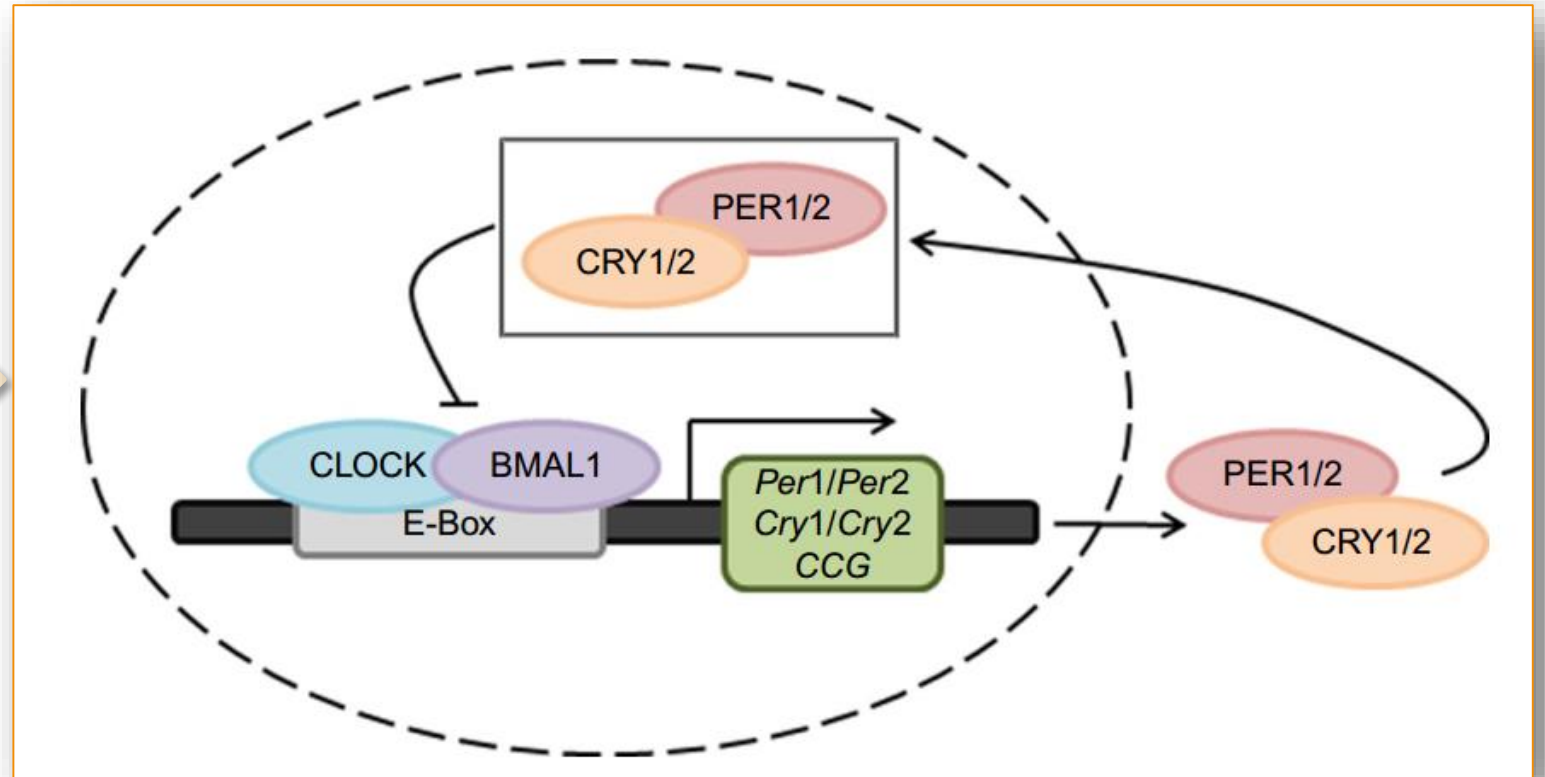 PER1/2
CRY1/2
CLOCK
BMAL1
E-Box
Per1/Per2
Cry1/Cry2
CCG
PER1/2
CRY1/2